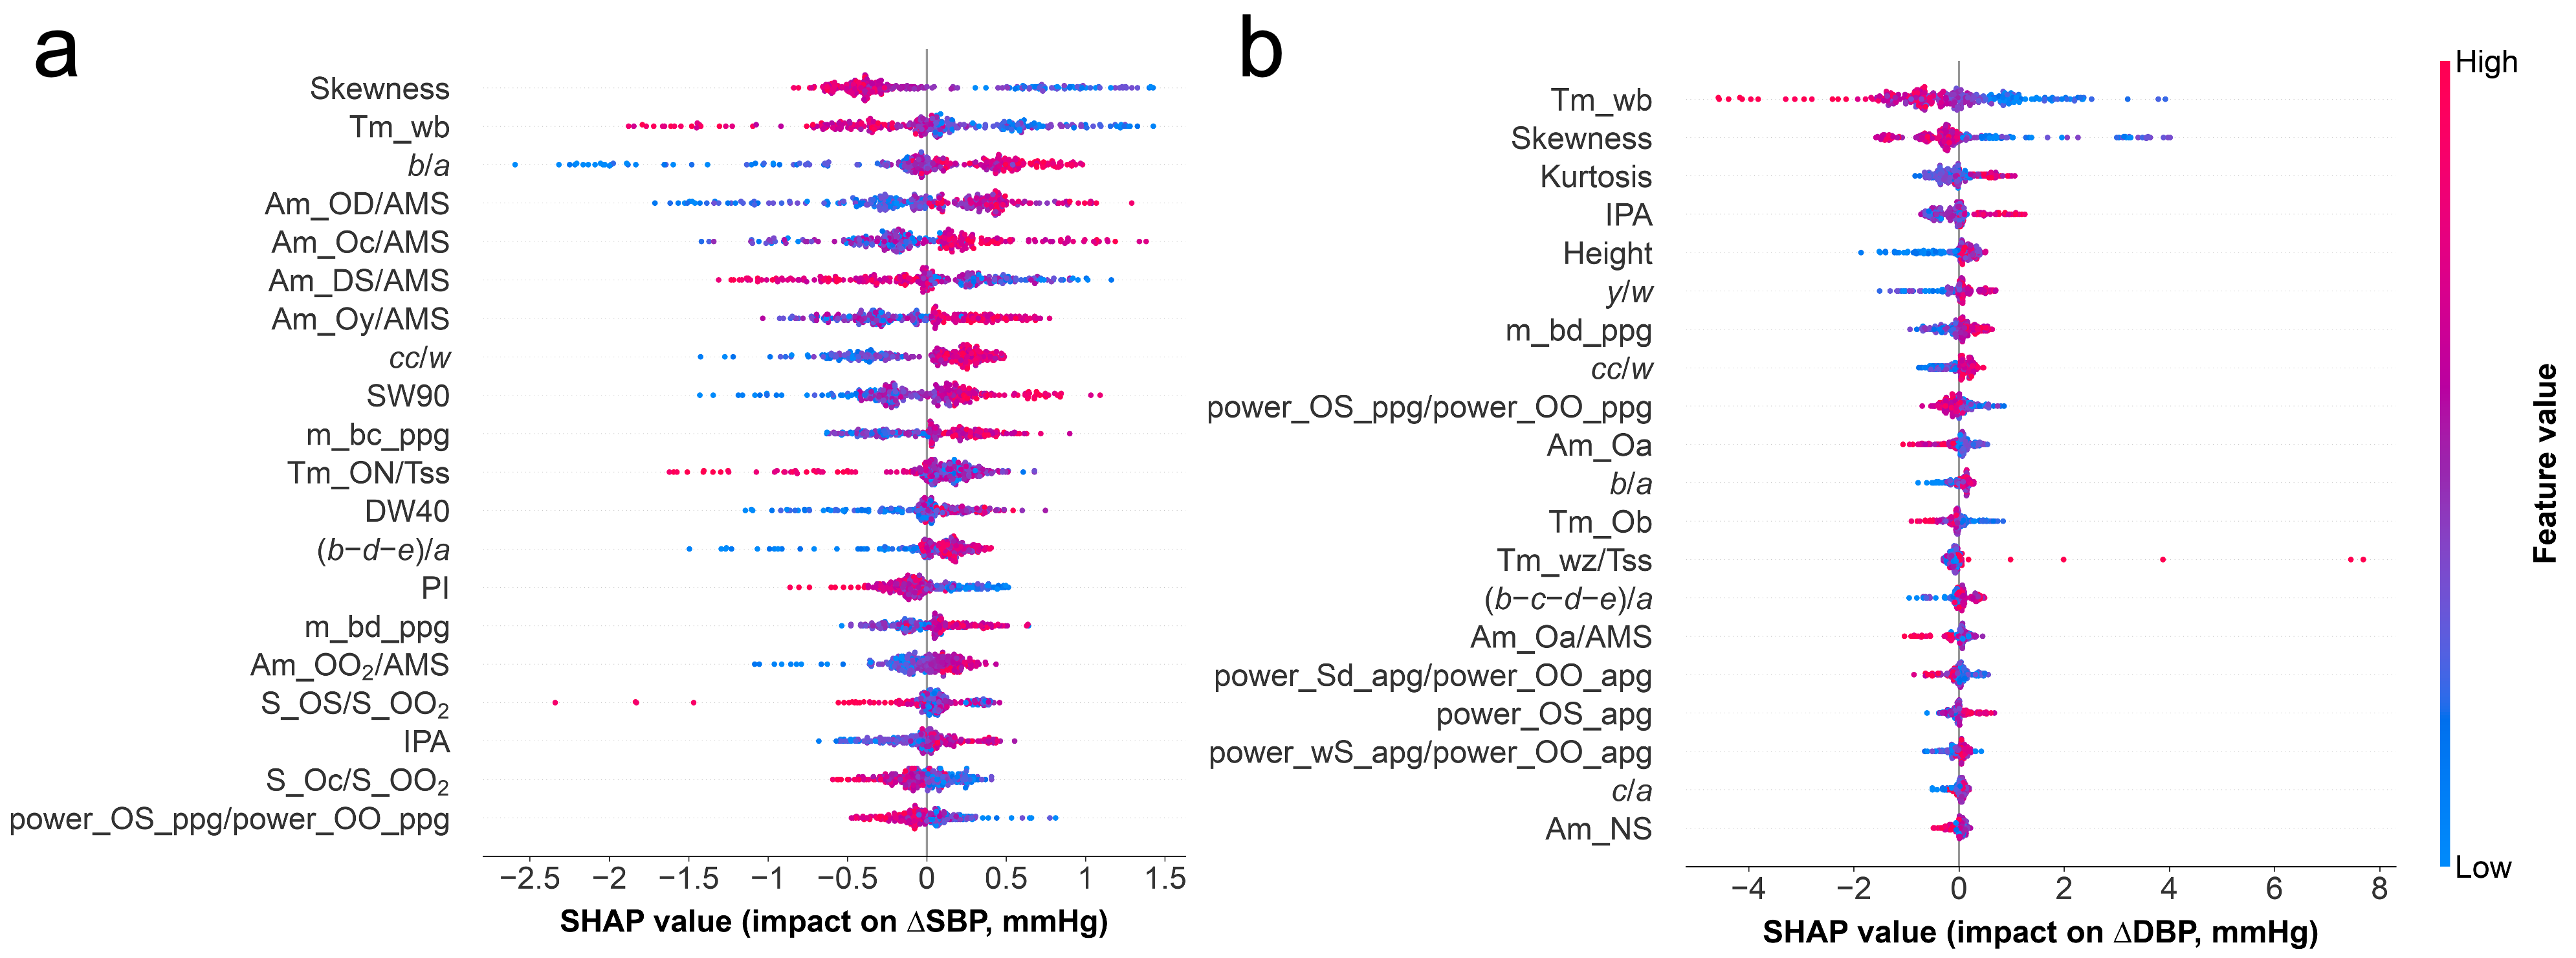 a
Skewness
Tm_wb
b/a
Am_OD/AMS
Am_Oc/AMS
Am_DS/AMS
Am_Oy/AMS
cc/w
SW90
m_bc_ppg
Tm_ON/Tss
DW40
(b−d−e)/a
PI
m_bd_ppg
Am_OO₂/AMS
S_OS/S_OO₂
IPA
S_Oc/S_OO₂
power_OS_ppg/power_OO_ppg
−2.5 −2 −1.5 −1 −0.5 0 0.5 1 1.5
SHAP value (impact on ΔSBP, mmHg)
b
Tm_wb
Skewness
Kurtosis
IPA
Height
y/w
m_bd_ppg
cc/w
power_OS_ppg/power_OO_ppg
Am_Oa
b/a
Tm_Ob
Tm_wz/Tss
(b−c−d−e)/a
Am_Oa/AMS
power_Sd_apg/power_OO_apg
power_OS_apg
power_wS_apg/power_OO_apg
c/a
Am_NS
−4 −2 0 2 4 6 8
SHAP value (impact on ΔDBP, mmHg)
High
Feature value
Low